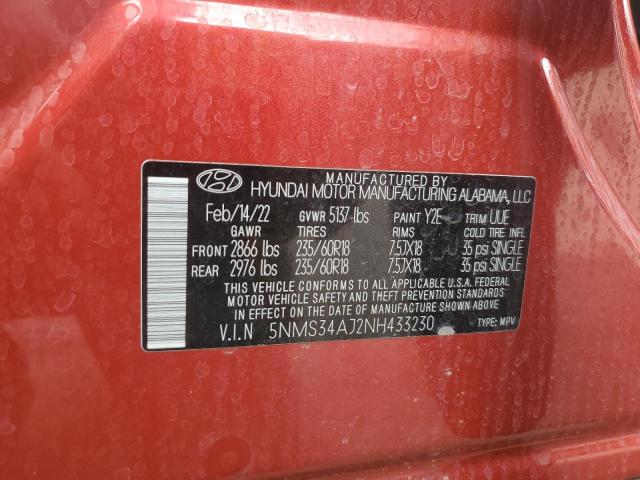 MANUFACTURED BY
HYUNDAI MOTOR MANUFACTURING ALABAMA, LLC
Feb/14/22 GVWR 5137 lbs PAINT Y2E TRIM UUE
GAWR TIRES RIMS COLD TIRE INFL
FRONT 2866 lbs 235/60R18 7.5JX18 35 psi SINGLE
REAR 2976 lbs 235/60R18 7.5JX18 35 psi SINGLE
THIS VEHICLE CONFORMS TO ALL APPLICABLE U.S.A. FEDERAL
MOTOR VEHICLE SAFETY AND THEFT PREVENTION STANDARDS
IN EFFECT ON THE DATE OF MANUFACTURE SHOWN ABOVE
V.I.N 5NMS34AJ2NH433230 TYPE: MPV